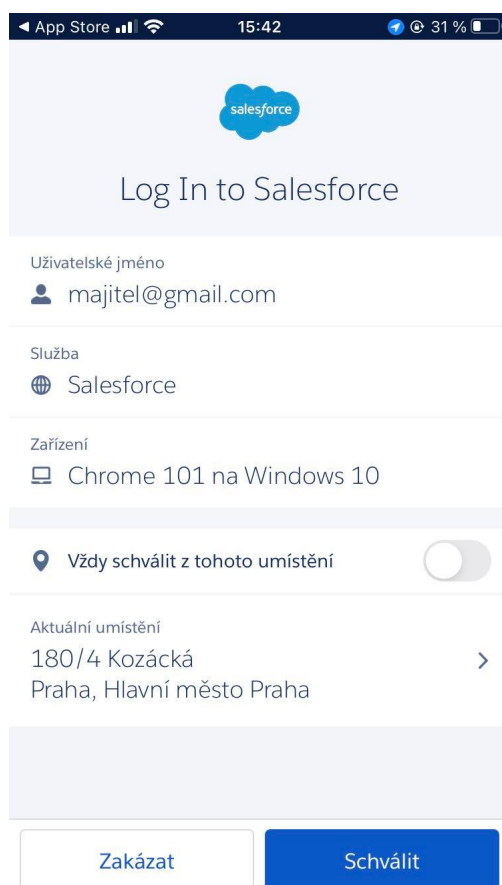 App Store
15:42
31 %
salesforce
Log In to Salesforce
Uživatelské jméno
majitel@gmail.com
Služba
Salesforce
Zařízení
Chrome 101 na Windows 10
Vždy schválit z tohoto umístění
Aktuální umístění
180/4 Kozácká
Praha, Hlavní město Praha
Zakázat
Schválit